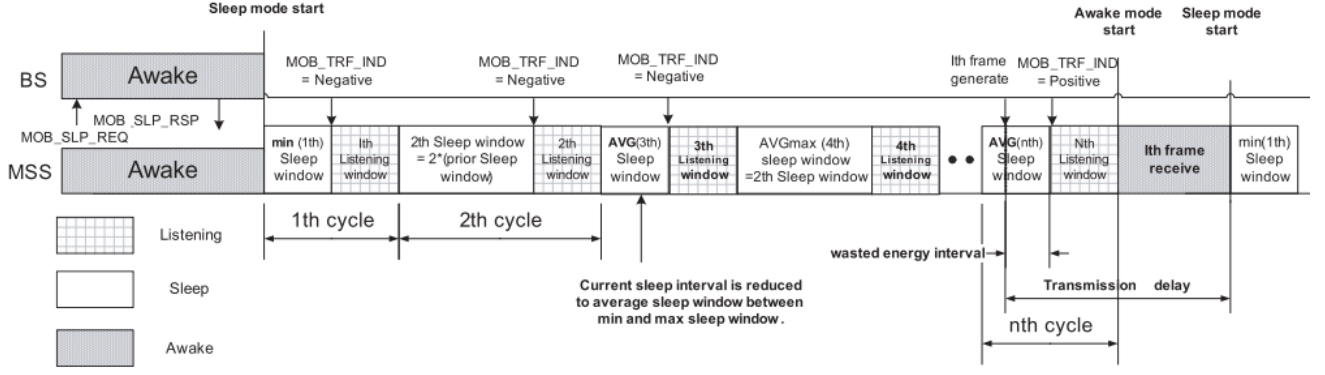 Sleep mode start
Awake mode
start
Sleep mode
start
MOB_TRF_IND
= Negative
MOB_TRF_IND
= Negative
MOB_TRF_IND
= Negative
Ith frame
generate
MOB_TRF_IND
= Positive
BS
Awake
MOB_SLP_RSP
MOB_SLP_REQ
MSS
Awake
min (1th)
Sleep
window
Ith
Listening
window
2th Sleep window
= 2*(prior Sleep
window)
2th
Listening
window
AVG(3th)
Sleep
window
3th
Listening
window
AVGmax (4th)
sleep window
=2th Sleep window
4th
Listening
window
AVG(nth)
Sleep
window
Nth
Listening
window
Ith frame
receive
min(1th)
Sleep
window
1th cycle
2th cycle
Listening
Sleep
Awake
Current sleep interval is reduced
to average sleep window between
min and max sleep window.
wasted energy interval
Transmission delay
nth cycle